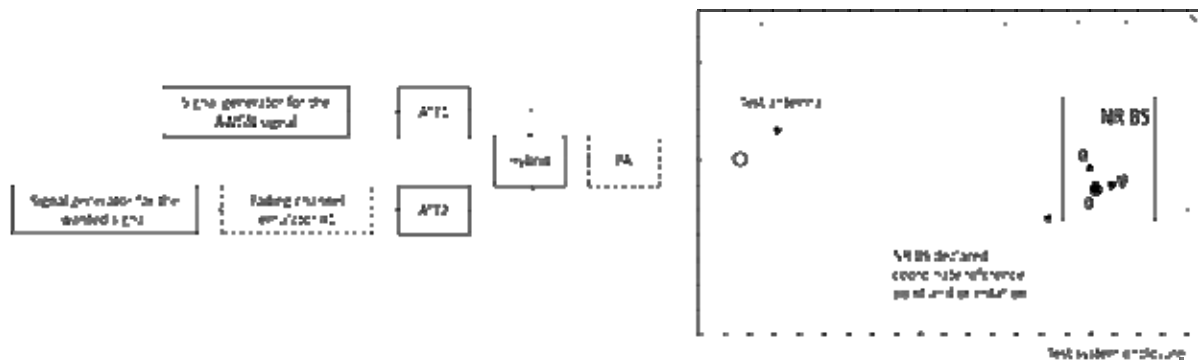 Signal generator for the
AWGN signal
ATT1
Test antenna
NR BS
Hybrid
PA
Signal generator for the
wanted signal
Fading channel
emulator
ATT2
NR BS declared
coordinate reference
point and orientation
Test system enclosure